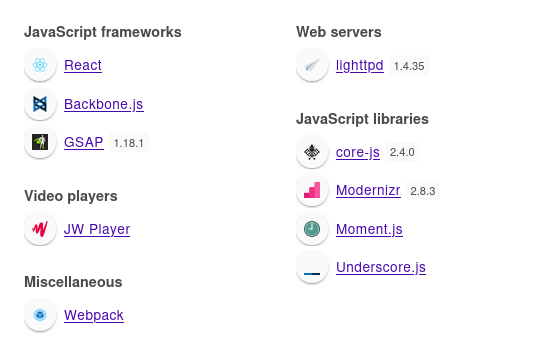 JavaScript frameworks
React
Backbone.js
GSAP 1.18.1
Video players
JW Player
Miscellaneous
Webpack
Web servers
lighttpd 1.4.35
JavaScript libraries
core-js 2.4.0
Modernizr 2.8.3
Moment.js
Underscore.js